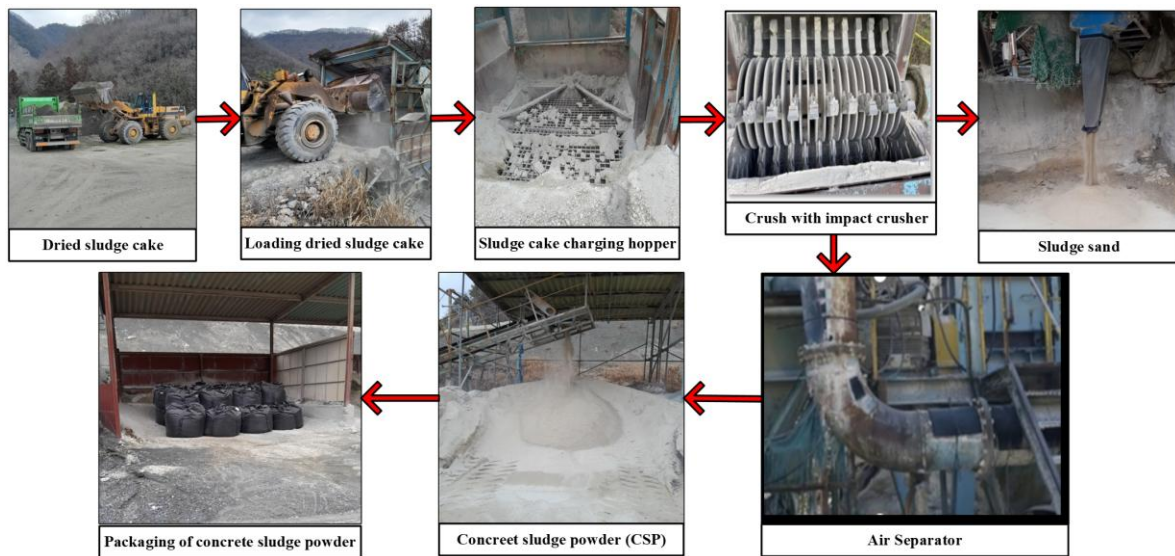 Dried sludge cake
Loading dried sludge cake
Sludge cake charging hopper
Crush with impact crusher
Sludge sand
Packaging of concrete sludge powder
Concreet sludge powder (CSP)
Air Separator